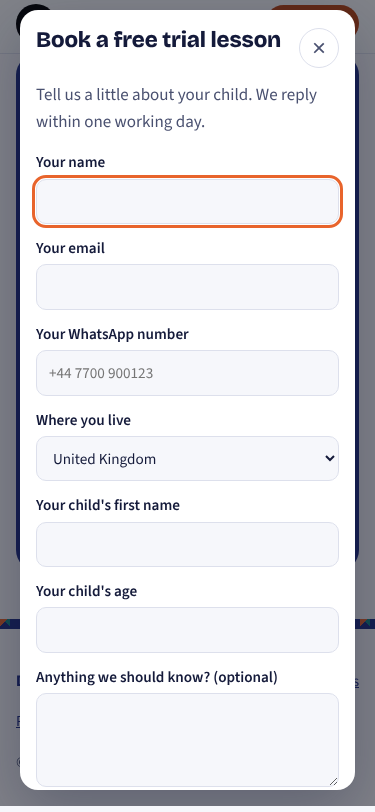 Book a free trial lesson
Tell us a little about your child. We reply
within one working day.
Your name
Your email
Your WhatsApp number
+44 7700 900123
Where you live
United Kingdom
Your child's first name
Your child's age
Anything we should know? (optional)